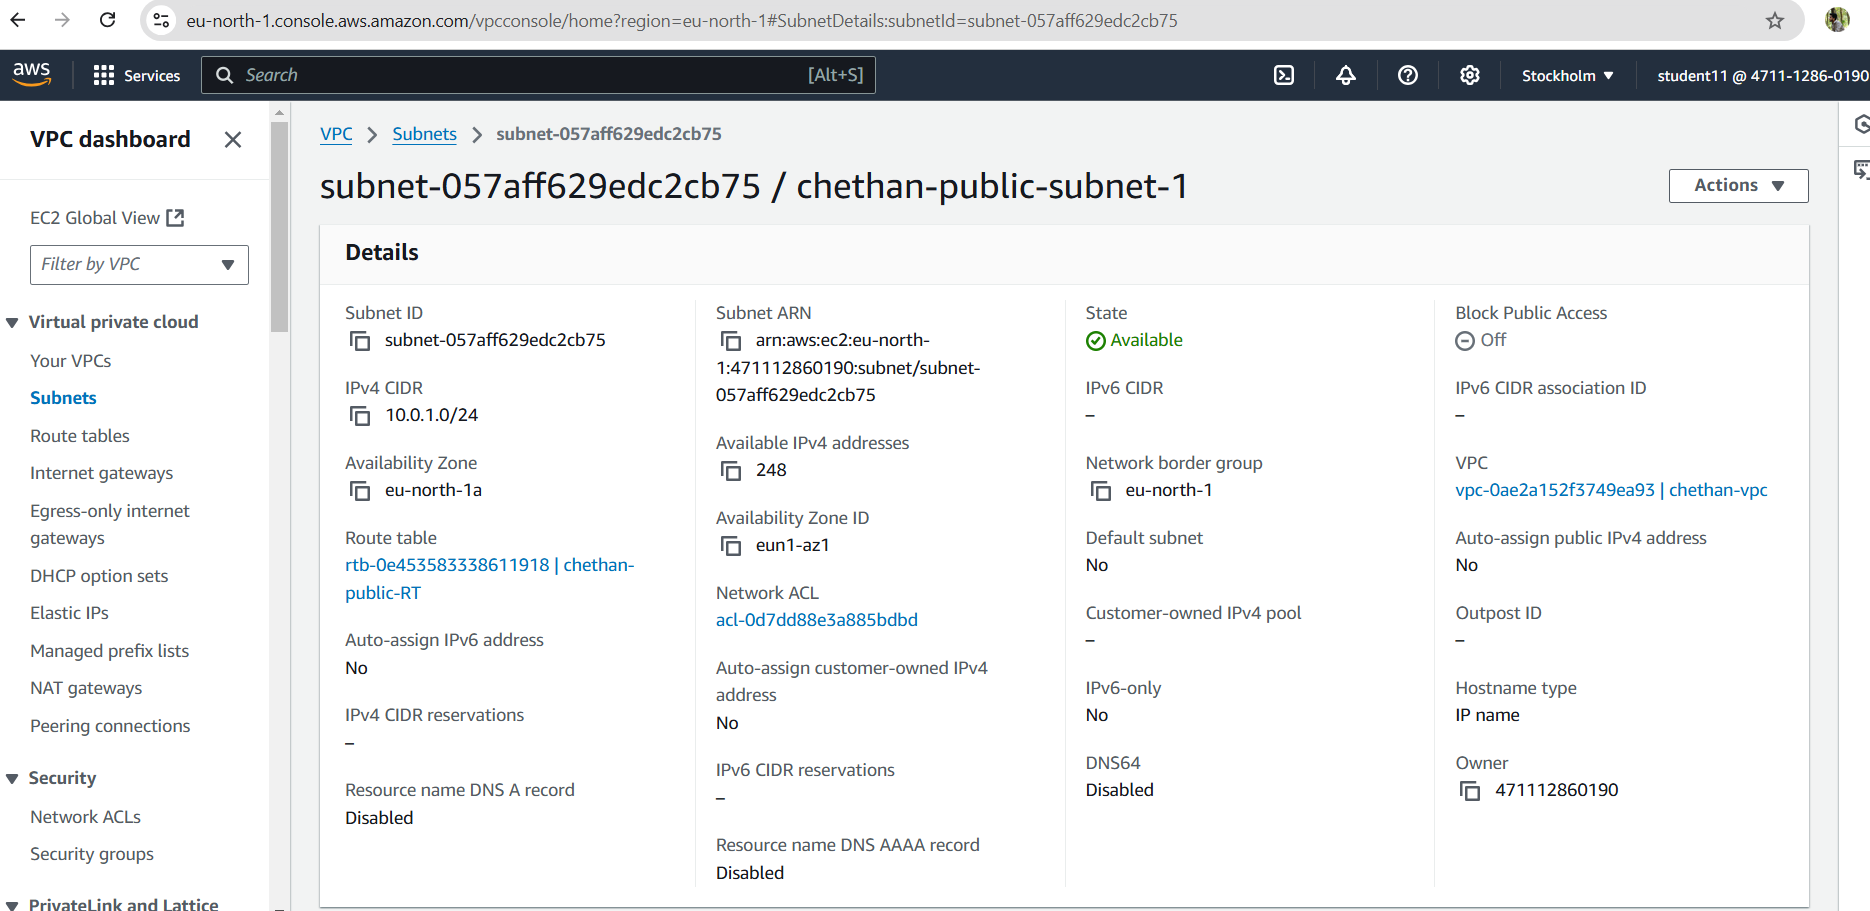 eu-north-1.console.aws.amazon.com/vpcconsole/home?region=eu-north-1#SubnetDetails:subnetId=subnet-057aff629edc2cb75
aws
Services
Search
[Alt+S]
Stockholm
student11 @ 4711-1286-0190
VPC dashboard
EC2 Global View
Filter by VPC
Virtual private cloud
Your VPCs
Subnets
Route tables
Internet gateways
Egress-only internet
gateways
DHCP option sets
Elastic IPs
Managed prefix lists
NAT gateways
Peering connections
Security
Network ACLs
Security groups
PrivateLink and Lattice
VPC
Subnets
subnet-057aff629edc2cb75
subnet-057aff629edc2cb75 / chethan-public-subnet-1
Actions
Details
Subnet ID
subnet-057aff629edc2cb75
IPv4 CIDR
10.0.1.0/24
Availability Zone
eu-north-1a
Route table
rtb-0e453583338611918 | chethan-
public-RT
Auto-assign IPv6 address
No
IPv4 CIDR reservations
–
Resource name DNS A record
Disabled
Subnet ARN
arn:aws:ec2:eu-north-
1:471112860190:subnet/subnet-
057aff629edc2cb75
Available IPv4 addresses
248
Availability Zone ID
eun1-az1
Network ACL
acl-0d7dd88e3a885bdbd
Auto-assign customer-owned IPv4
address
No
IPv6 CIDR reservations
–
Resource name DNS AAAA record
Disabled
State
Available
IPv6 CIDR
–
Network border group
eu-north-1
Default subnet
No
Customer-owned IPv4 pool
–
IPv6-only
No
DNS64
Disabled
Block Public Access
Off
IPv6 CIDR association ID
–
VPC
vpc-0ae2a152f3749ea93 | chethan-vpc
Auto-assign public IPv4 address
No
Outpost ID
–
Hostname type
IP name
Owner
471112860190